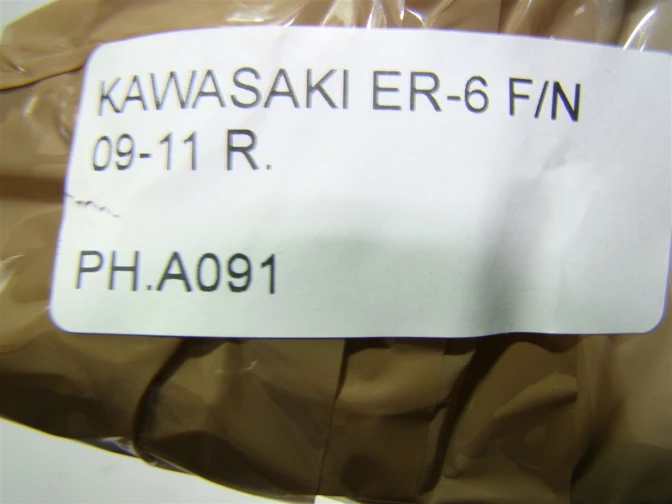 KAWASAKI ER-6 F/N
09-11 R.
PH.A091